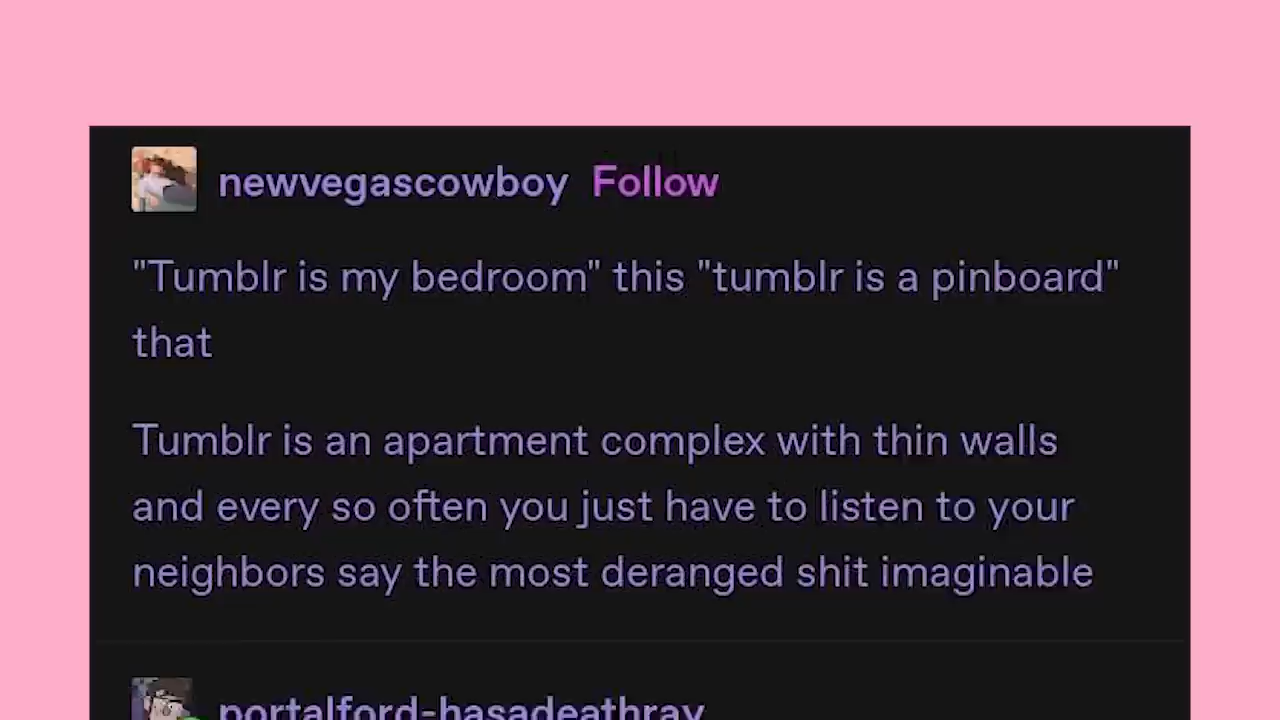 newvegascowboy Follow
"Tumblr is my bedroom" this "tumblr is a pinboard"
that
Tumblr is an apartment complex with thin walls
and every so often you just have to listen to your
neighbors say the most deranged shit imaginable
portalford-hasadeathray